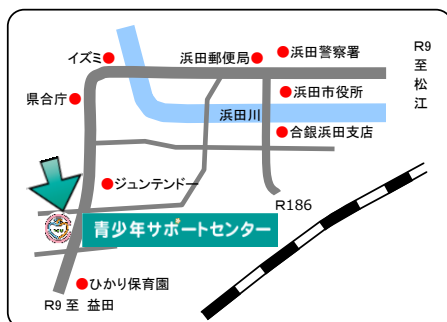 イズミ
浜田郵便局
浜田警察署
R9
至
松
江
県合庁
浜田市役所
浜田川
合銀浜田支店
ジュンテンドー
R186
青少年サポートセンター
ひかり保育園
R9 至 益田